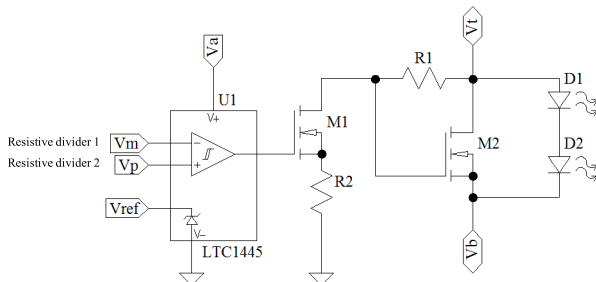 Va
Vt
U1
V+
R1
D1
M1
Resistive divider 1
Vm
−
M2
D2
Resistive divider 2
Vp
+
R2
Vref
V−
LTC1445
Vb